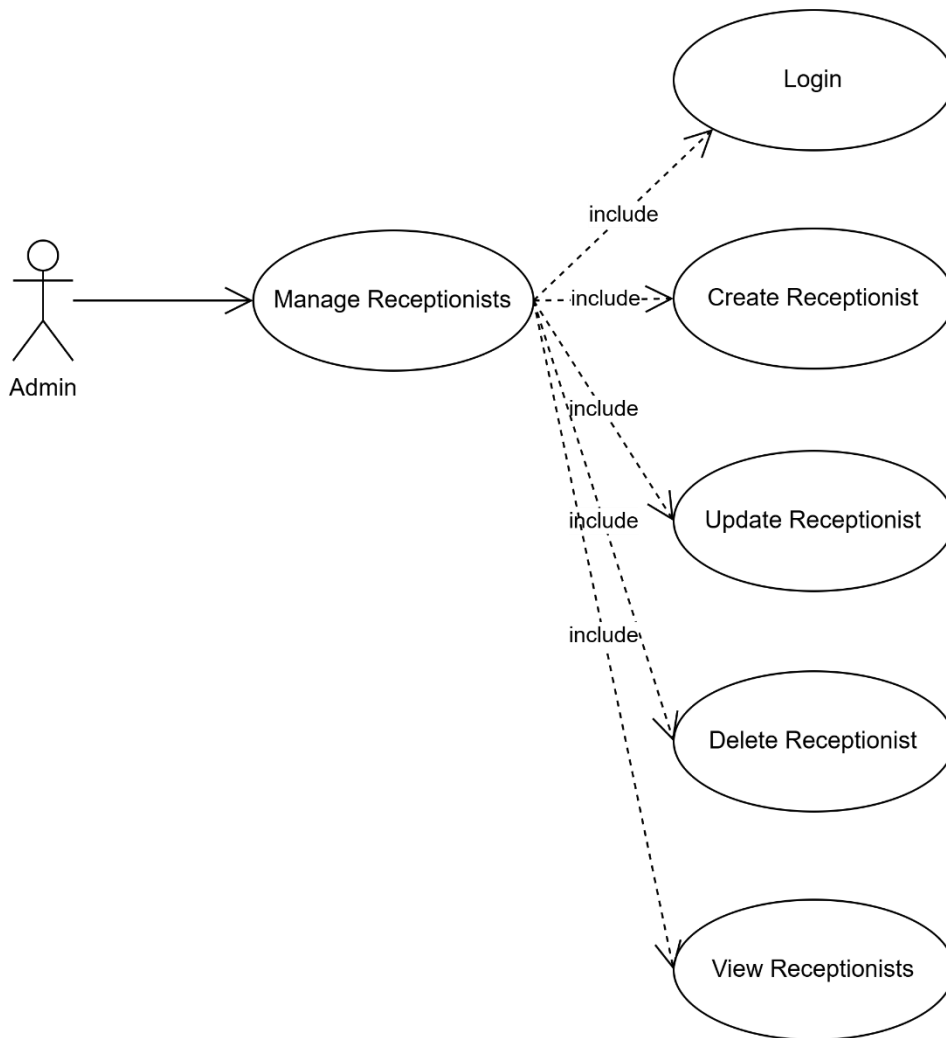 Login
include
Manage Receptionists
include
Create Receptionist
Admin
include
Update Receptionist
include
include
Delete Receptionist
View Receptionists